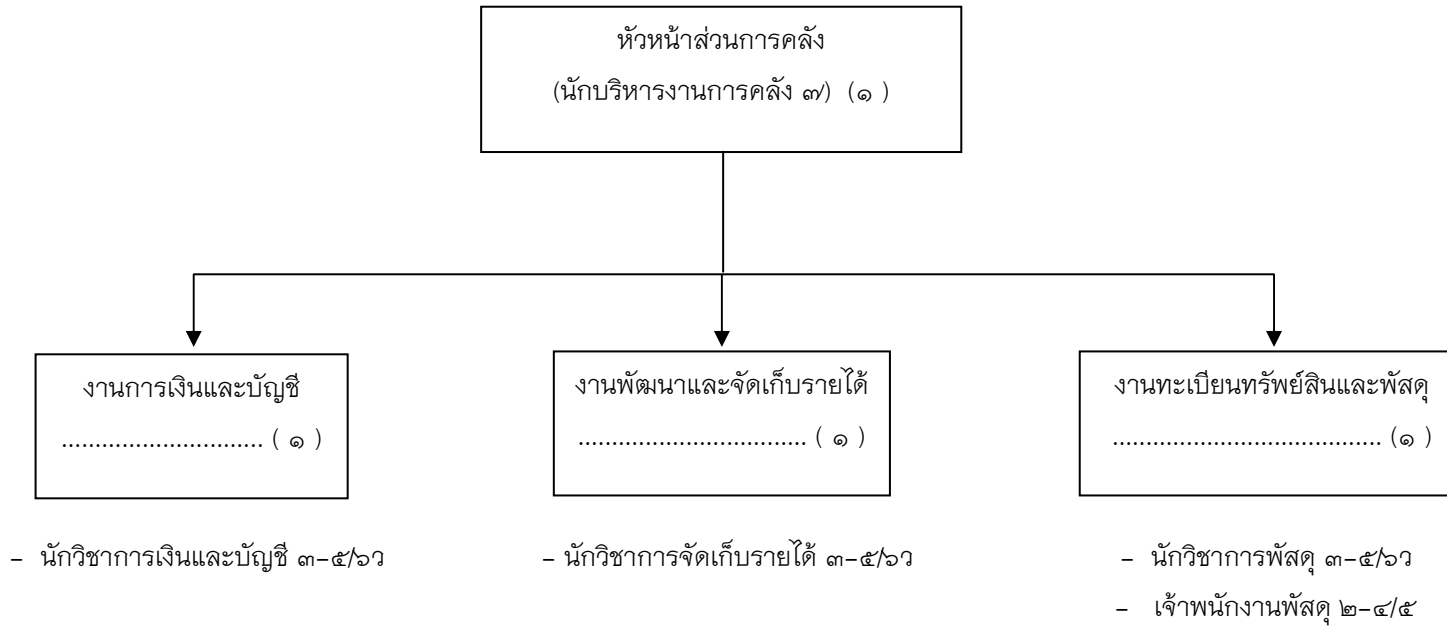 หัวหน้าส่วนการคลัง
(นักบริหารงานการคลัง ๗) (๑ )
งานการเงินและบัญชี
.............................. ( ๑ )
งานพัฒนาและจัดเก็บรายได้
.................................. ( ๑ )
งานทะเบียนทรัพย์สินและพัสดุ
........................................ (๑ )
- นักวิชาการเงินและบัญชี ๓-๕/๖ว
- นักวิชาการจัดเก็บรายได้ ๓-๕/๖ว
- นักวิชาการพัสดุ ๓-๕/๖ว
- เจ้าพนักงานพัสดุ ๒-๔/๕